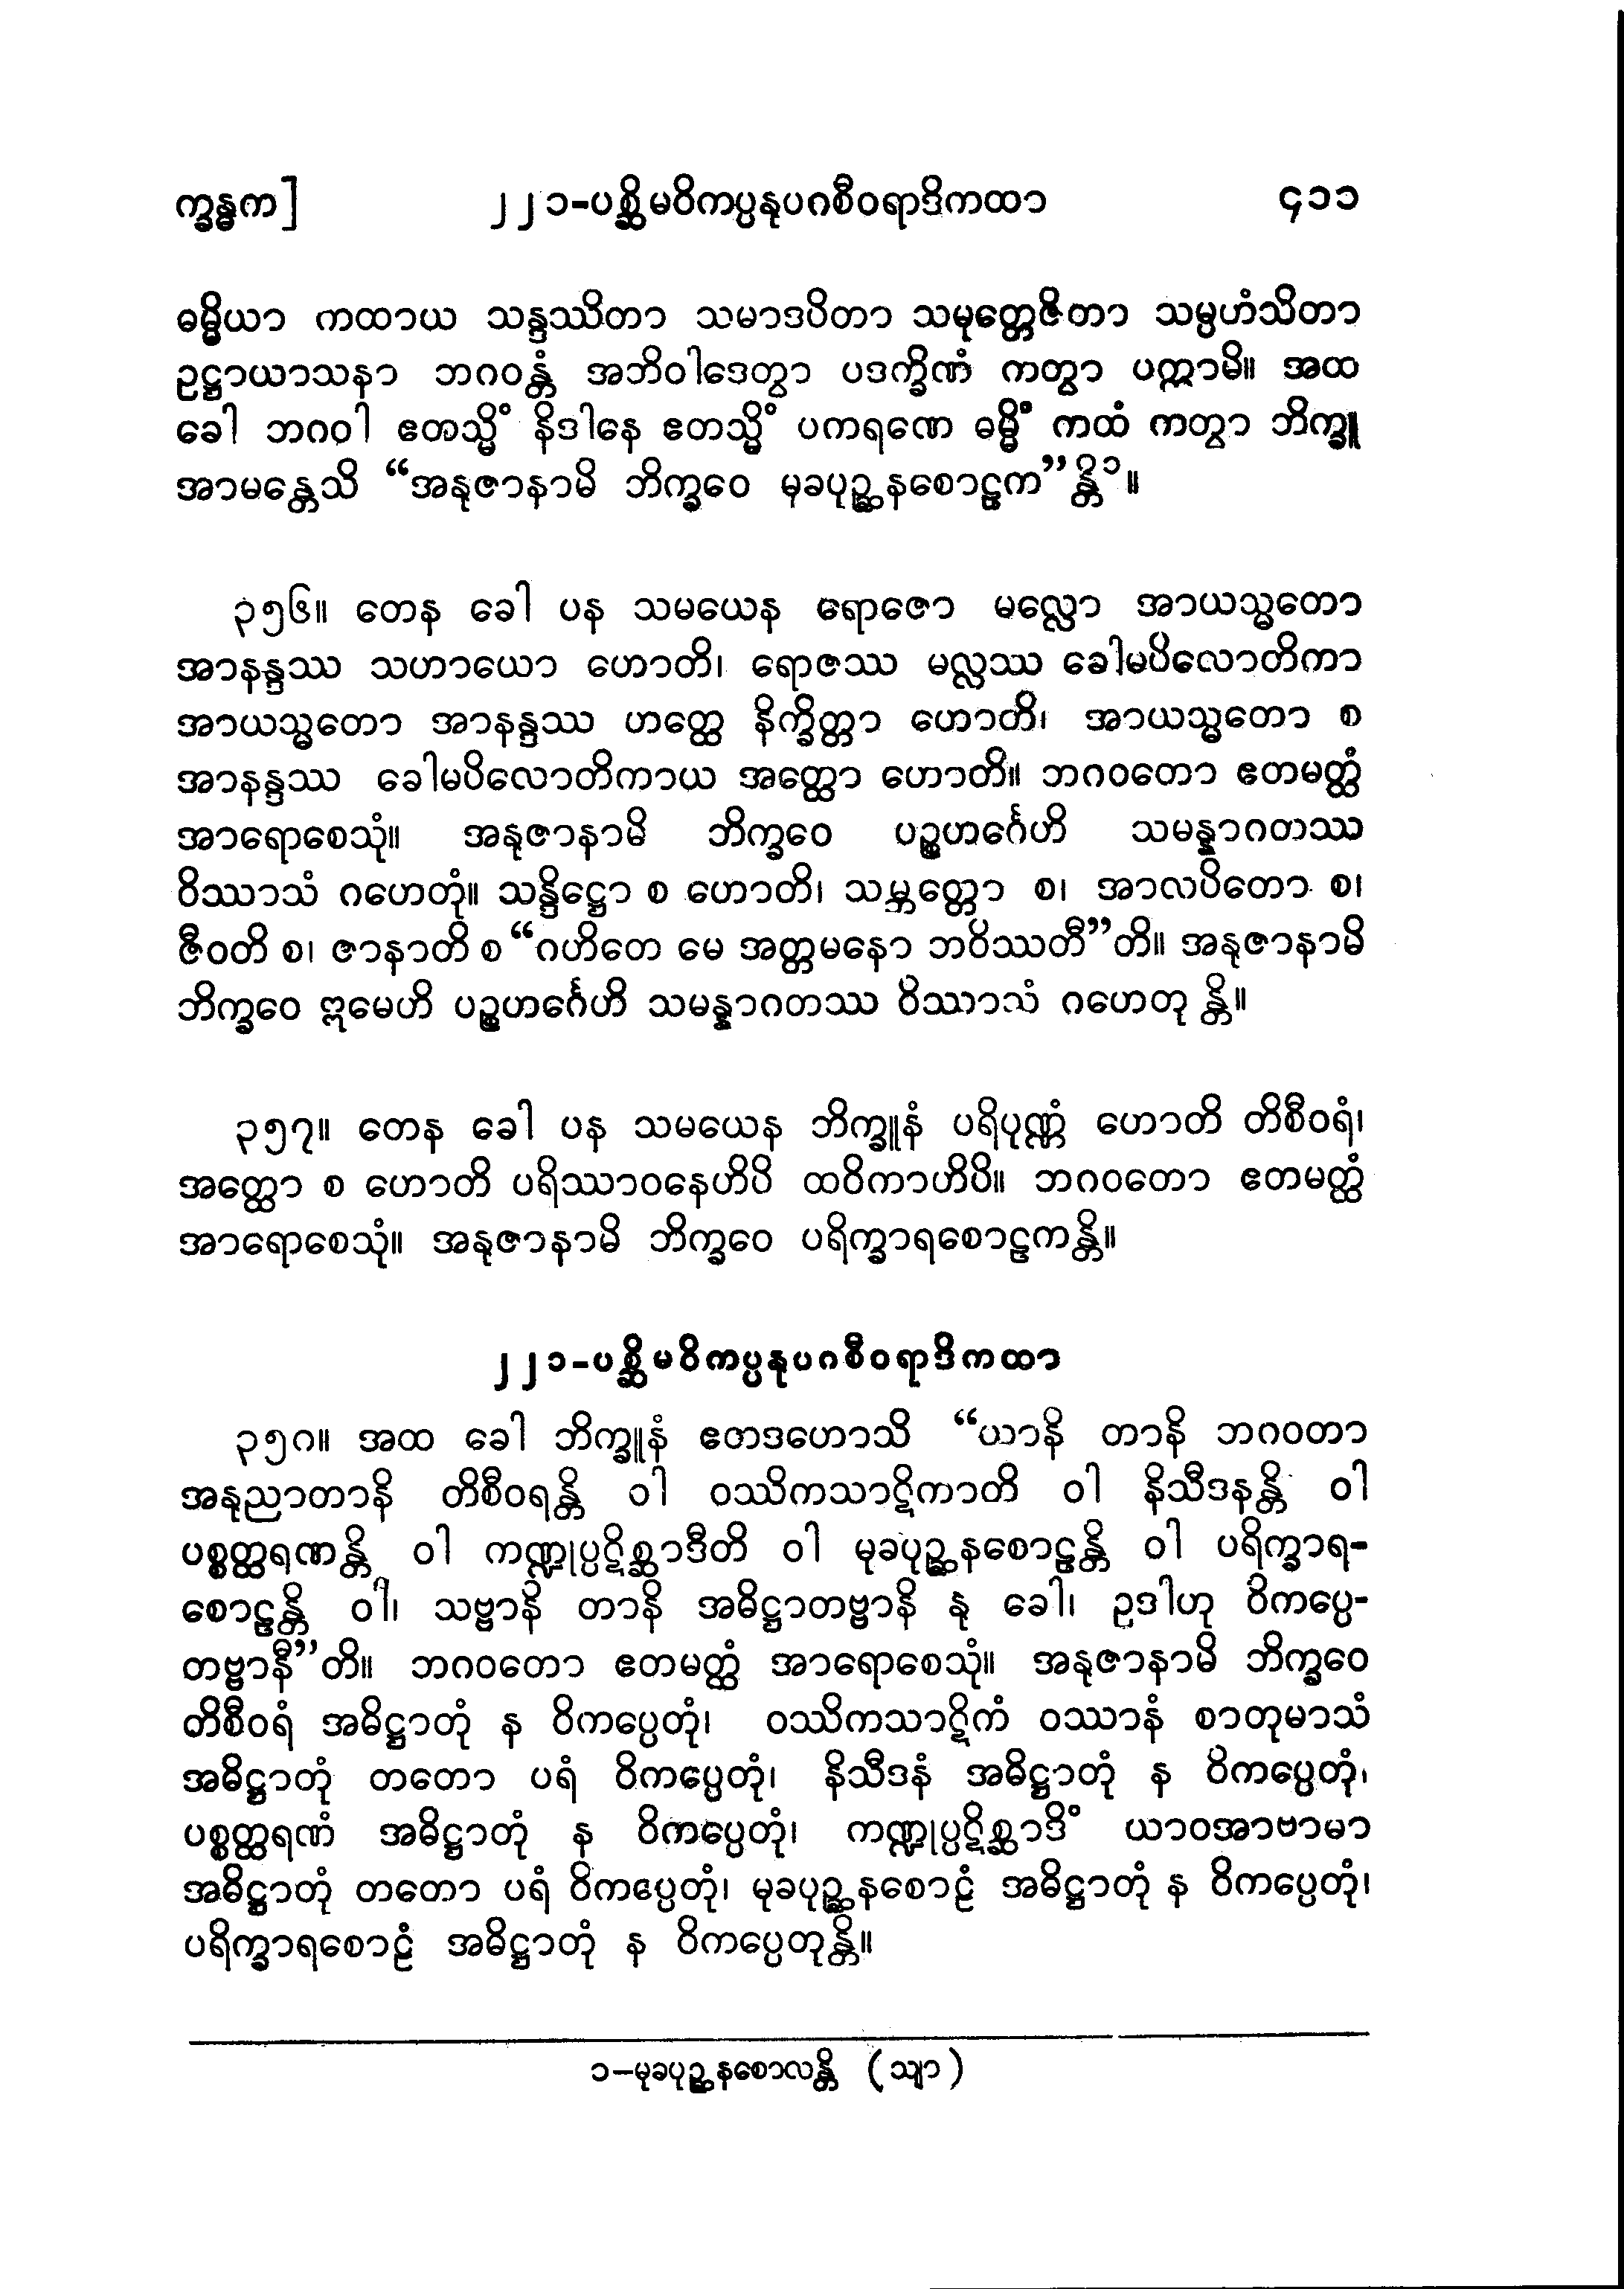 က္ခန္ဓက] ၂၂၁-ပစ္ဆိမဝိကပ္ပနုပဂစီဝရာဒိကထာ ၄၁၁
ဓမ္မိယာ ကထာယ သန္ဒဿိတာ သမာဒပိတာ သမုတ္တေဇိတာ သမ္ပဟံသိတာ
ဥဋ္ဌာယာသနာ ဘဂဝန္တံ အဘိဝါဒေတွာ ပဒက္ခိဏံ ကတွာ ပက္ကာမိ။ အထ
ခေါ ဘဂဝါ ဧတသ္မိံ နိဒါနေ ဧတသ္မိံ ပကရဏေ ဓမ္မိံ ကထံ ကတွာ ဘိက္ခူ
အာမန္တေသိ “အနုဇာနာမိ ဘိက္ခဝေ မုခပုဉ္ဆနစောဠက”န္တိ၁။
၃၅၆။ တေန ခေါ ပန သမယေန ရောဇော မလ္လော အာယသ္မတော
အာနန္ဒဿ သဟာယော ဟောတိ၊ ရောဇဿ မလ္လဿ ခေါမပိလောတိကာ
အာယသ္မတော အာနန္ဒဿ ဟတ္ထေ နိက္ခိတ္တာ ဟောတိ၊ အာယသ္မတော စ
အာနန္ဒဿ ခေါမပိလောတိကာယ အတ္ထော ဟောတိ။ ဘဂဝတော ဧတမတ္ထံ
အာရောစေသုံ။ အနုဇာနာမိ ဘိက္ခဝေ ပဉ္စဟင်္ဂေဟိ သမန္နာဂတဿ
ဝိဿာသံ ဂဟေတုံ။ သန္ဒိဋ္ဌော စ ဟောတိ၊ သမ္ဘတ္တော စ၊ အာလပိတော စ၊
ဇီဝတိ စ၊ ဇာနာတိ စ “ဂဟိတေ မေ အတ္တမနော ဘဝိဿတီ”တိ။ အနုဇာနာမိ
ဘိက္ခဝေ ဣမေဟိ ပဉ္စဟင်္ဂေဟိ သမန္နာဂတဿ ဝိဿာသံ ဂဟေတု န္တိ။
၃၅၇။ တေန ခေါ ပန သမယေန ဘိက္ခူနံ ပရိပုဏ္ဏံ ဟောတိ တိစီဝရံ၊
အတ္ထော စ ဟောတိ ပရိဿာဝနေဟိပိ ထဝိကာဟိပိ။ ဘဂဝတော ဧတမတ္ထံ
အာရောစေသုံ။ အနုဇာနာမိ ဘိက္ခဝေ ပရိက္ခာရစောဠကန္တိ။
၂၂၁-ပစ္ဆိမဝိကပ္ပနုပဂစီဝရာဒိကထာ
၃၅၈။ အထ ခေါ ဘိက္ခူနံ ဧတဒဟောသိ “ယာနိ တာနိ ဘဂဝတာ
အနုညာတာနိ တိစီဝရန္တိ ဝါ ဝဿိကသာဋိကာတိ ဝါ နိသီဒနန္တိ ဝါ
ပစ္စတ္ထရဏန္တိ ဝါ ကဏ္ဍုပ္ပဋိစ္ဆာဒီတိ ဝါ မုခပုဉ္ဆနစောဠန္တိ ဝါ ပရိက္ခာရ-
စောဠန္တိ ဝါ၊ သဗ္ဗာနိ တာနိ အဓိဋ္ဌာတဗ္ဗာနိ နု ခေါ၊ ဥဒါဟု ဝိကပ္ပေ-
တဗ္ဗာနီ”တိ။ ဘဂဝတော ဧတမတ္ထံ အာရောစေသုံ။ အနုဇာနာမိ ဘိက္ခဝေ
တိစီဝရံ အဓိဋ္ဌာတုံ န ဝိကပ္ပေတုံ၊ ဝဿိကသာဋိကံ ဝဿာနံ စာတုမာသံ
အဓိဋ္ဌာတုံ တတော ပရံ ဝိကပ္ပေတုံ၊ နိသီဒနံ အဓိဋ္ဌာတုံ န ဝိကပ္ပေတုံ၊
ပစ္စတ္ထရဏံ အဓိဋ္ဌာတုံ န ဝိကပ္ပေတုံ၊ ကဏ္ဍုပ္ပဋိစ္ဆာဒိံ ယာဝအာဗာမာ
အဓိဋ္ဌာတုံ တတော ပရံ ဝိကပ္ပေတုံ၊ မုခပုဉ္ဆနစောဠံ အဓိဋ္ဌာတုံ န ဝိကပ္ပေတုံ၊
ပရိက္ခာရစောဠံ အဓိဋ္ဌာတုံ န ဝိကပ္ပေတုန္တိ။
၁-မုခပုဉ္ဆနစောလန္တိ (သျာ)